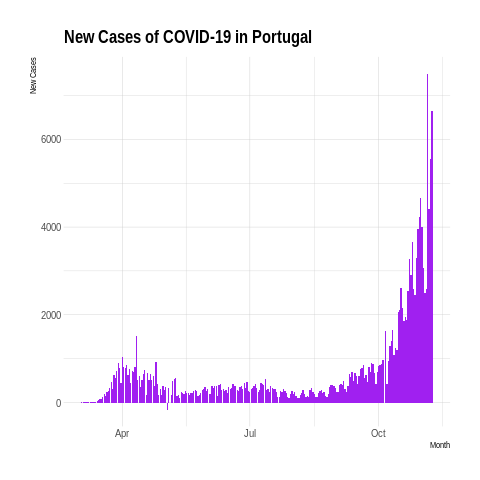 New Cases of COVID-19 in Portugal
New Cases
6000
4000
2000
0
Apr
Jul
Oct
Month